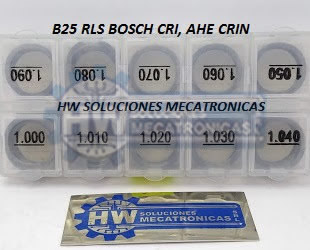 B25 RLS BOSCH CRI, AHE CRIN
1.090 1.080 1.070 1.060 1.050
HW SOLUCIONES MECATRONICAS
1.000 1.010 1.020 1.030 1.040
HW SOLUCIONES
MECATRONICAS